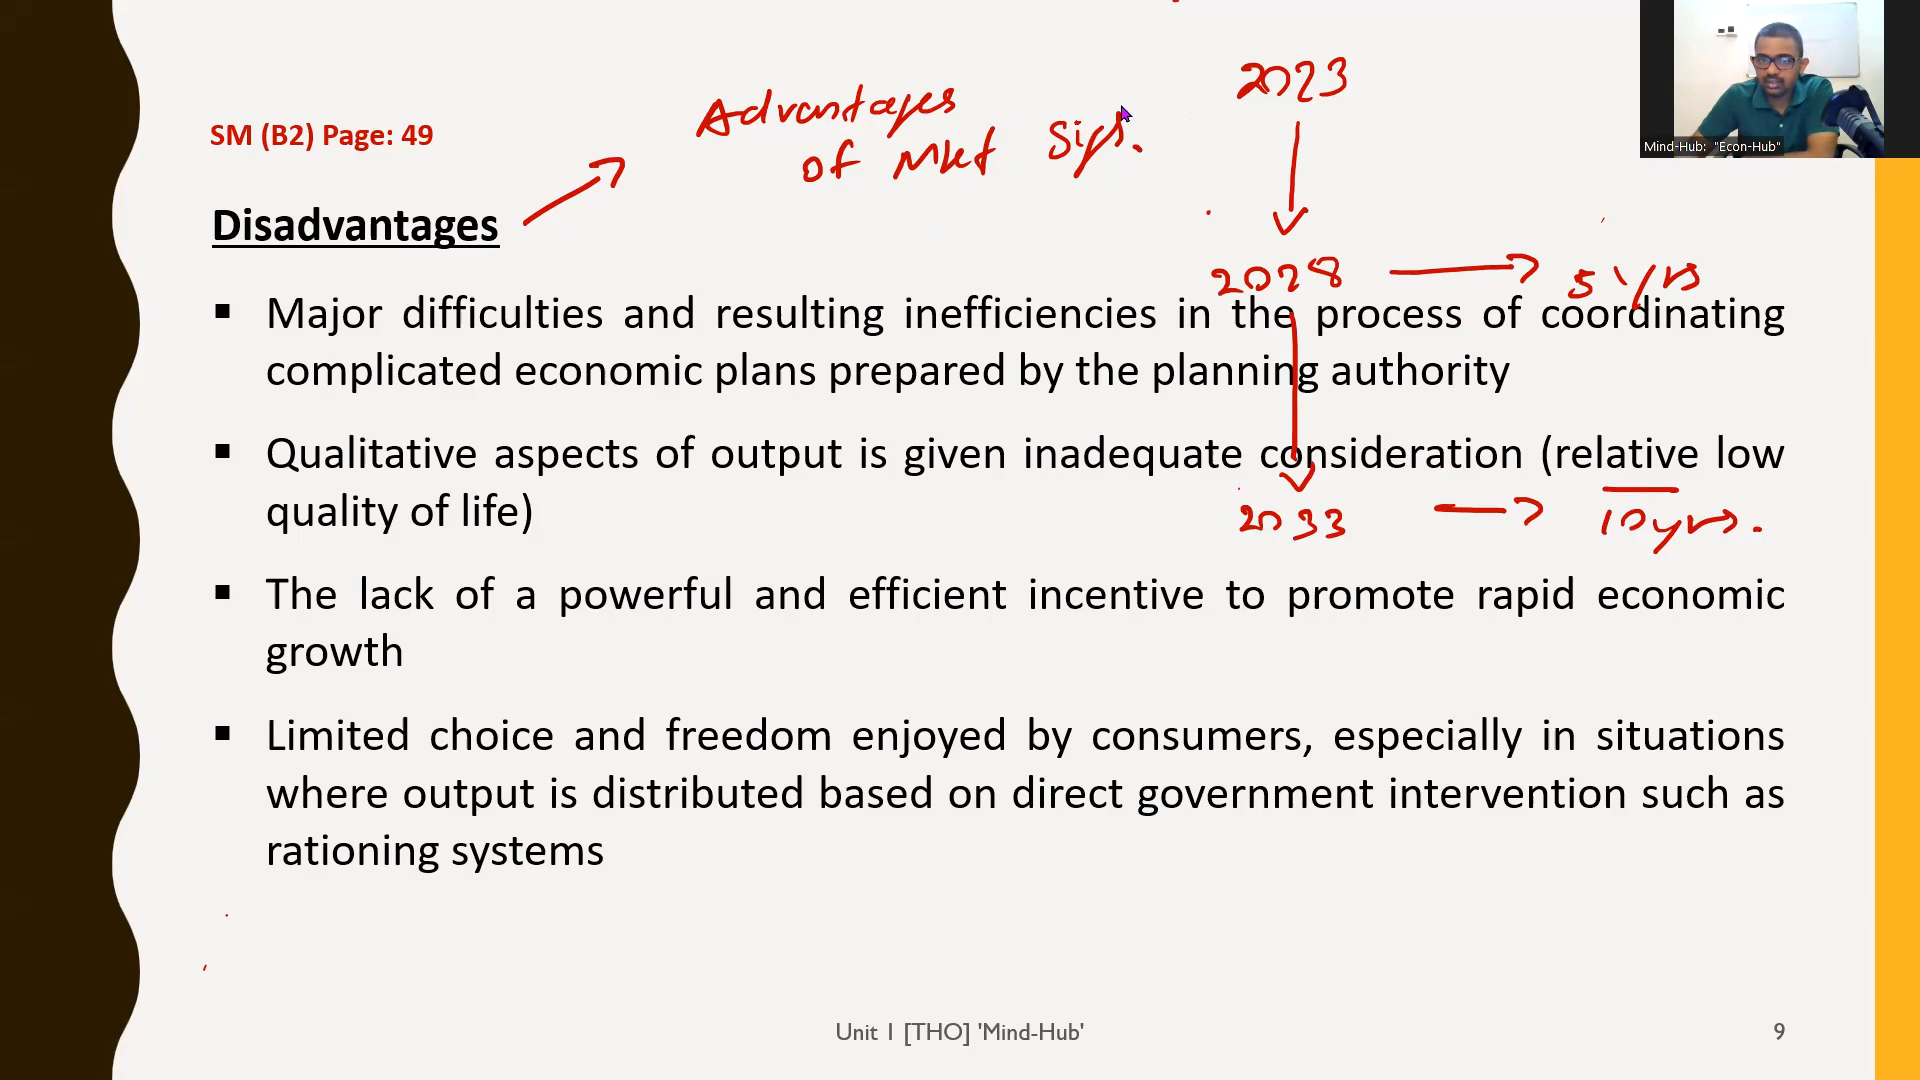 Mind-Hub: "Econ-Hub"
2023
Advantages
of Mkt
SM (B2) Page: 49
Disadvantages
2028 5 yrs
▪ Major difficulties and resulting inefficiencies in the process of coordinating
complicated economic plans prepared by the planning authority
▪ Qualitative aspects of output is given inadequate consideration (relative low
quality of life)
2033 10 yrs.
▪ The lack of a powerful and efficient incentive to promote rapid economic
growth
▪ Limited choice and freedom enjoyed by consumers, especially in situations
where output is distributed based on direct government intervention such as
rationing systems
Unit 1 [THO] 'Mind-Hub'
9